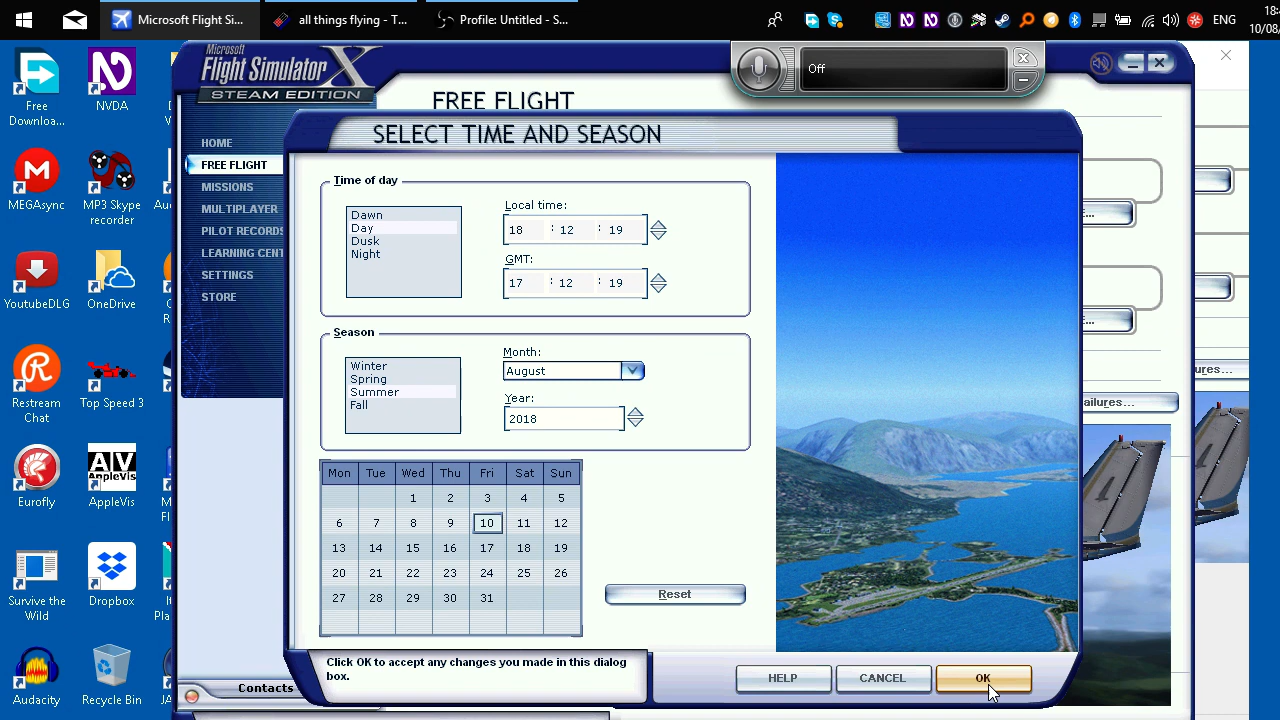 Microsoft Flight Si...
all things flying - T...
Profile: Untitled - S...
ENG
18:
10/08/
Free
Downloa...
NVDA
MEGAsync
MP3 Skype
recorder
YoutubeDLG
OneDrive
Restream
Chat
Top Speed 3
Eurofly
AppleVis
Survive the
Wild
Dropbox
Audacity
Recycle Bin
Microsoft
Flight Simulator X
STEAM EDITION
Off
FREE FLIGHT
HOME
FREE FLIGHT
MISSIONS
MULTIPLAYER
PILOT RECORDS
LEARNING CENT
SETTINGS
STORE
Contacts
SELECT TIME AND SEASON
Time of day
Dawn
Day
Dusk
Night
Local time:
18 : 12 : 19
GMT:
17 : 12 : 19
Season
Winter
Spring
Summer
Fall
Month:
August
Year:
2018
Mon Tue Wed Thu Fri Sat Sun
1 2 3 4 5
6 7 8 9 10 11 12
13 14 15 16 17 18 19
20 21 22 23 24 25 26
27 28 29 30 31
Reset
Click OK to accept any changes you made in this dialog
box.
HELP
CANCEL
OK
ailures...
ures...